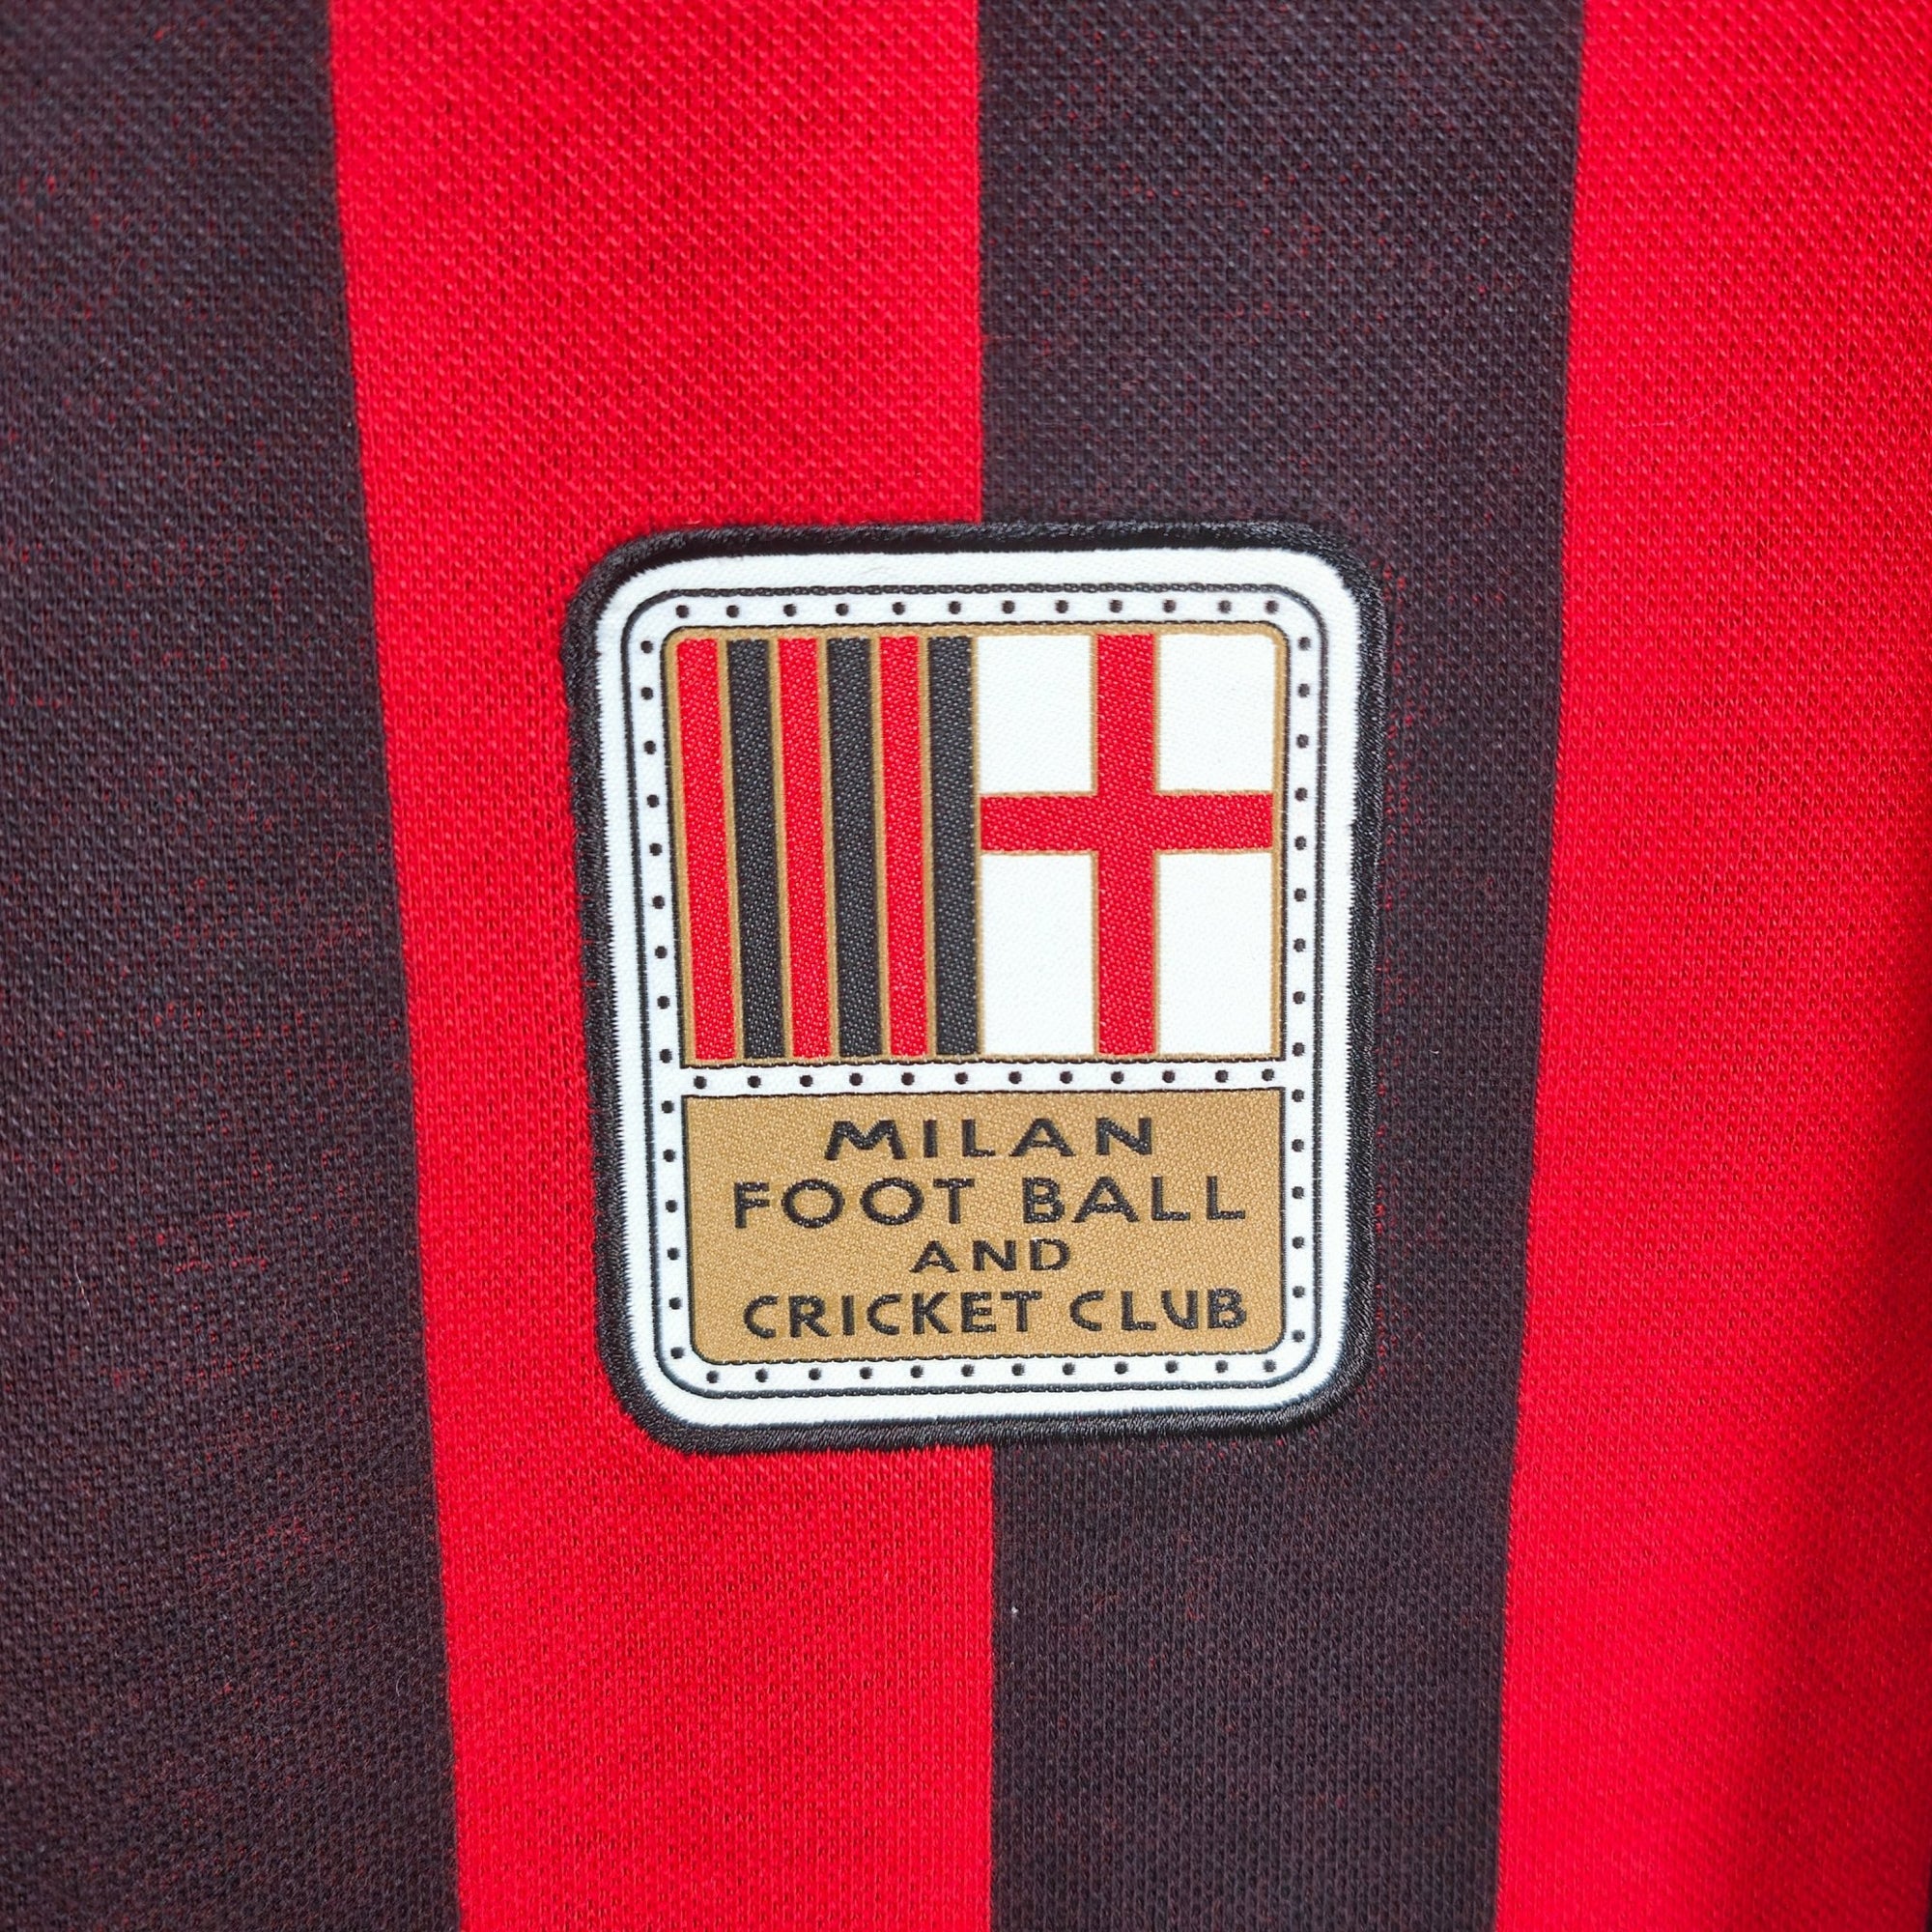 MILAN
FOOT BALL
AND
CRICKET CLUB